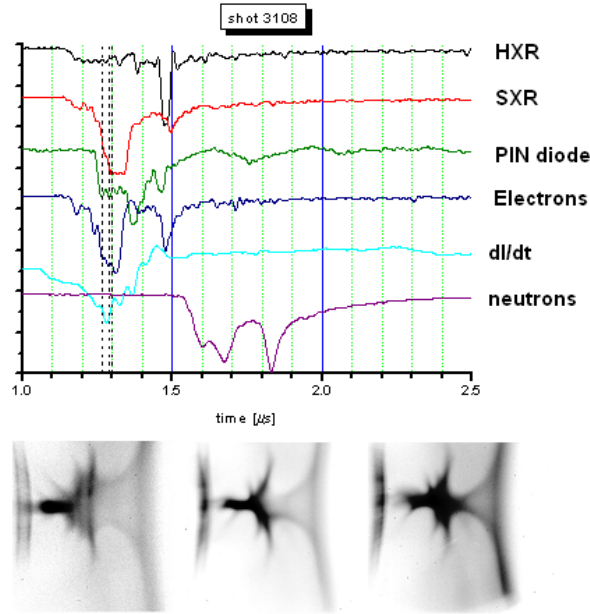 shot 3108
HXR
SXR
PIN diode
Electrons
dI/dt
neutrons
1.0 1.5 2.0 2.5
time [µs]